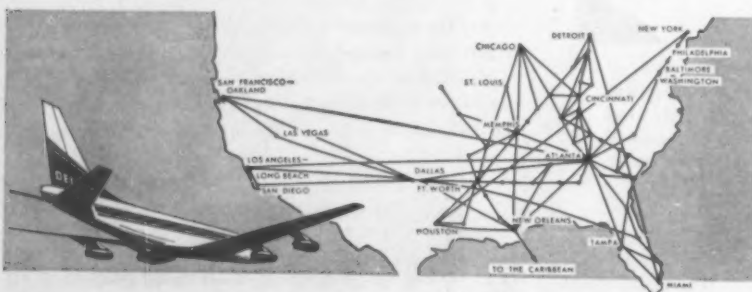 NEW YORK
DETROIT
CHICAGO
PHILADELPHIA
BALTIMORE
WASHINGTON
SAN FRANCISCO—
OAKLAND
ST. LOUIS
CINCINNATI
MEMPHIS
LAS VEGAS
ATLANTA
LOS ANGELES—
LONG BEACH
SAN DIEGO
DALLAS
FT. WORTH
HOUSTON
NEW ORLEANS
TAMPA
TO THE CARIBBEAN
MIAMI
DEL